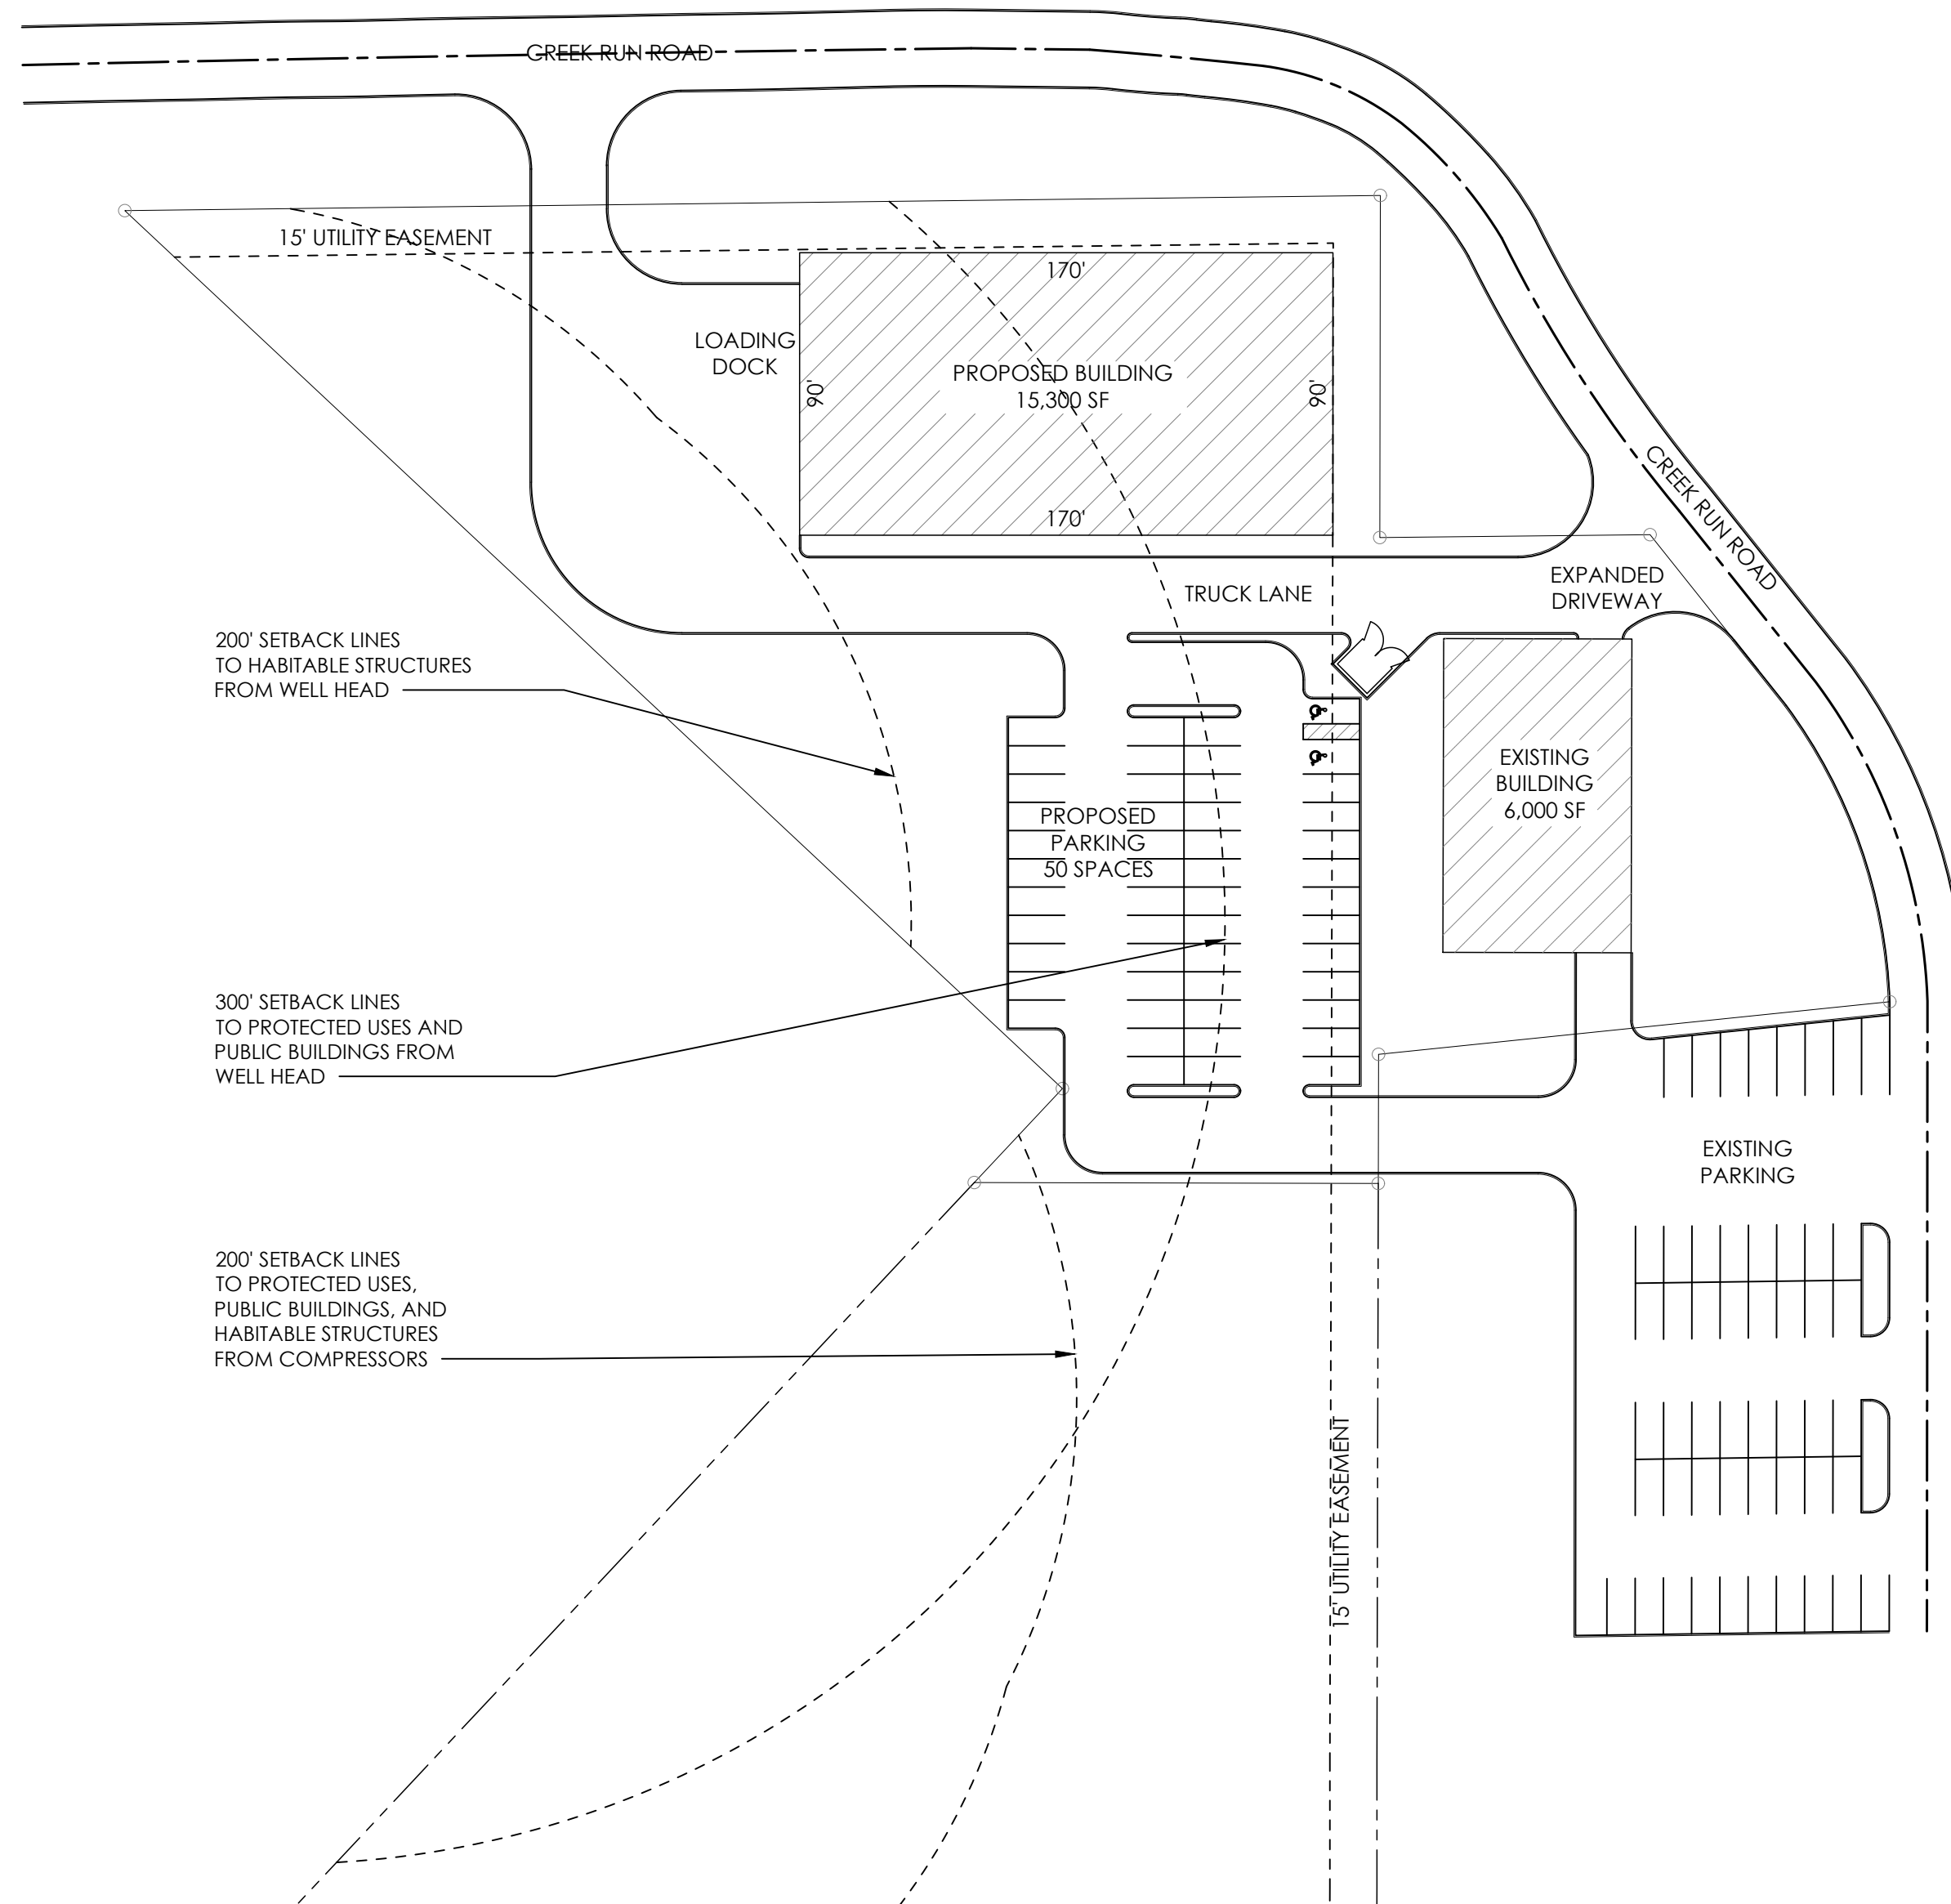 CREEK RUN ROAD
15' UTILITY EASEMENT
170'
LOADING
DOCK
90'
PROPOSED BUILDING
15,300 SF
90'
170'
CREEK RUN ROAD
TRUCK LANE
EXPANDED
DRIVEWAY
200' SETBACK LINES
TO HABITABLE STRUCTURES
FROM WELL HEAD
EXISTING
BUILDING
6,000 SF
PROPOSED
PARKING
50 SPACES
300' SETBACK LINES
TO PROTECTED USES AND
PUBLIC BUILDINGS FROM
WELL HEAD
EXISTING
PARKING
200' SETBACK LINES
TO PROTECTED USES,
PUBLIC BUILDINGS, AND
HABITABLE STRUCTURES
FROM COMPRESSORS
15' UTILITY EASEMENT